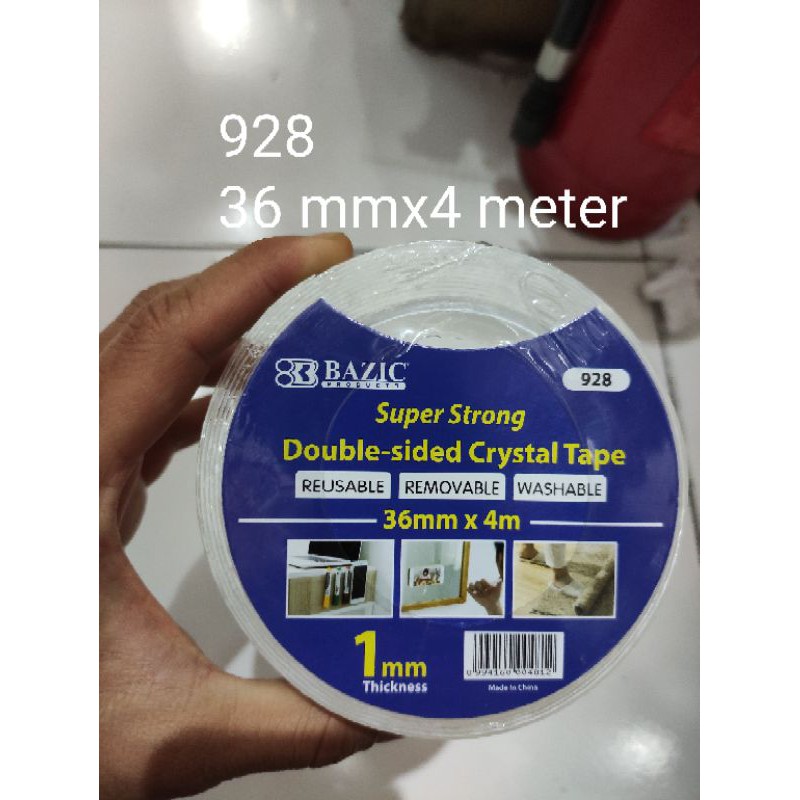 928
36 mmx4 meter
BAZIC
PRODUCTS
928
Super Strong
Double-sided Crystal Tape
REUSABLE REMOVABLE WASHABLE
36mm x 4m
1mm
Thickness
Made in China